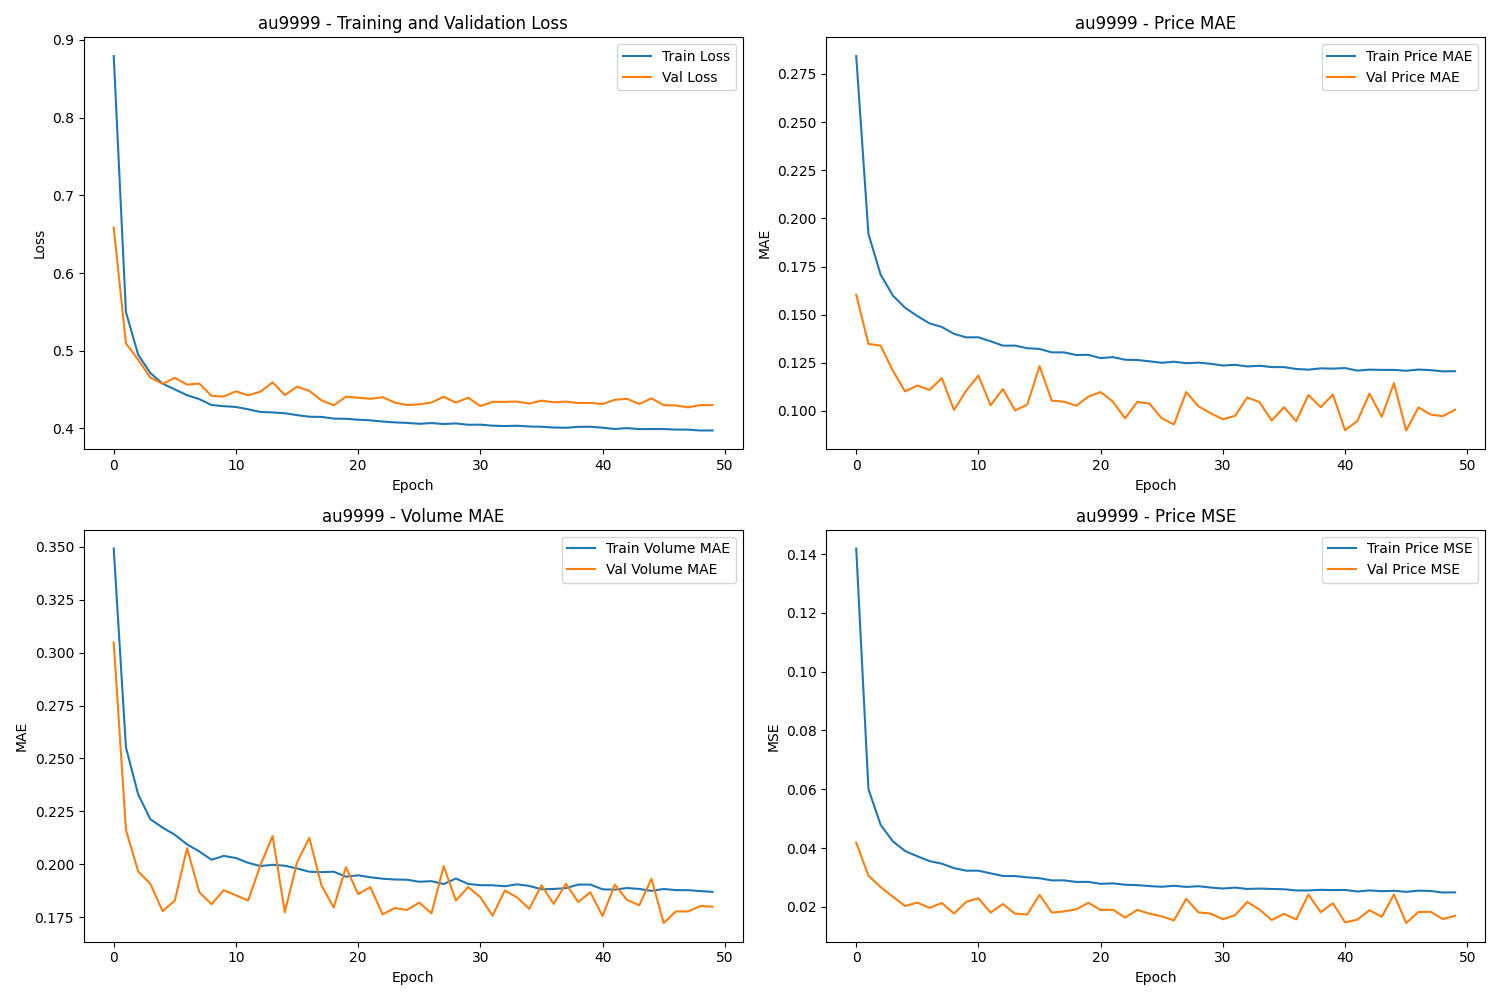 au9999 - Training and Validation Loss
Train Loss
Val Loss
0.9
0.8
0.7
0.6
0.5
0.4
Loss
0 10 20 30 40 50
Epoch
au9999 - Price MAE
Train Price MAE
Val Price MAE
0.275
0.250
0.225
0.200
0.175
0.150
0.125
0.100
MAE
0 10 20 30 40 50
Epoch
au9999 - Volume MAE
Train Volume MAE
Val Volume MAE
0.350
0.325
0.300
0.275
0.250
0.225
0.200
0.175
MAE
0 10 20 30 40 50
Epoch
au9999 - Price MSE
Train Price MSE
Val Price MSE
0.14
0.12
0.10
0.08
0.06
0.04
0.02
MSE
0 10 20 30 40 50
Epoch